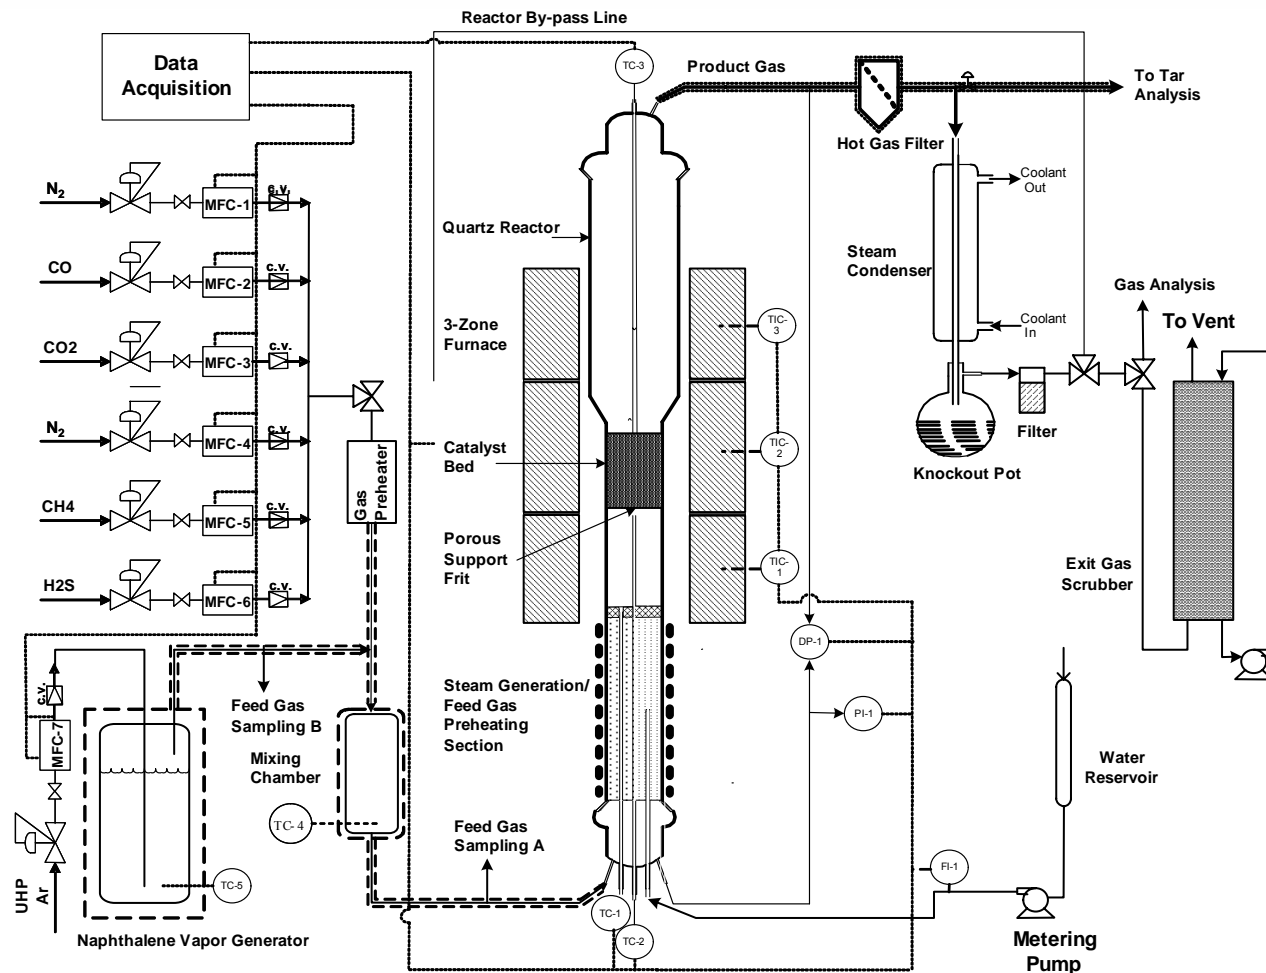 Reactor By-pass Line
Data
Acquisition
TC-3
Product Gas
To Tar
Analysis
Hot Gas Filter
N2
MFC-1
c.v.
Coolant
Out
Quartz Reactor
Steam
Condenser
CO
MFC-2
c.v.
Gas Analysis
To Vent
3-Zone
Furnace
TIC-
3
Coolant
In
CO2
MFC-3
c.v.
N2
MFC-4
c.v.
Catalyst
Bed
TIC-
2
Filter
Knockout Pot
Gas
Preheater
CH4
MFC-5
c.v.
Porous
Support
Frit
TIC-
1
Exit Gas
Scrubber
H2S
MFC-6
c.v.
DP-1
c.v.
Feed Gas
Sampling B
Steam Generation/
Feed Gas
Preheating
Section
PI-1
MFC-7
Mixing
Chamber
Water
Reservoir
TC-4
Feed Gas
Sampling A
UHP
Ar
TC-5
FI-1
TC-1
TC-2
Naphthalene Vapor Generator
Metering
Pump